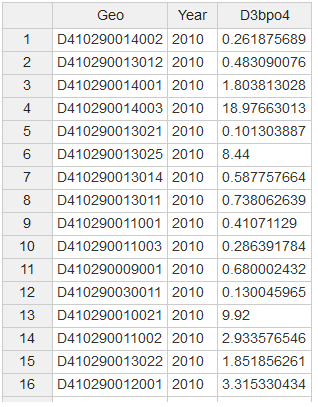 Geo Year D3bpo4
1 D410290014002 2010 0.261875689
2 D410290013012 2010 0.483090076
3 D410290014001 2010 1.803813028
4 D410290014003 2010 18.97663013
5 D410290013021 2010 0.101303887
6 D410290013025 2010 8.44
7 D410290013014 2010 0.587757664
8 D410290013011 2010 0.738062639
9 D410290011001 2010 0.41071129
10 D410290011003 2010 0.286391784
11 D410290009001 2010 0.680002432
12 D410290030011 2010 0.130045965
13 D410290010021 2010 9.92
14 D410290011002 2010 2.933576546
15 D410290013022 2010 1.851856261
16 D410290012001 2010 3.315330434